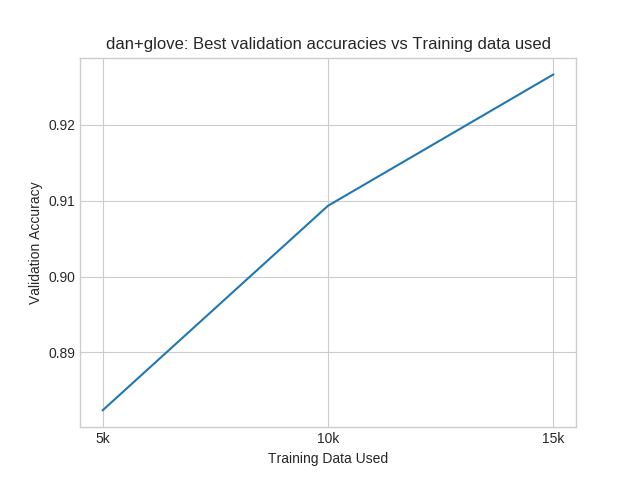 dan+glove: Best validation accuracies vs Training data used
Validation Accuracy
0.92
0.91
0.90
0.89
5k 10k 15k
Training Data Used